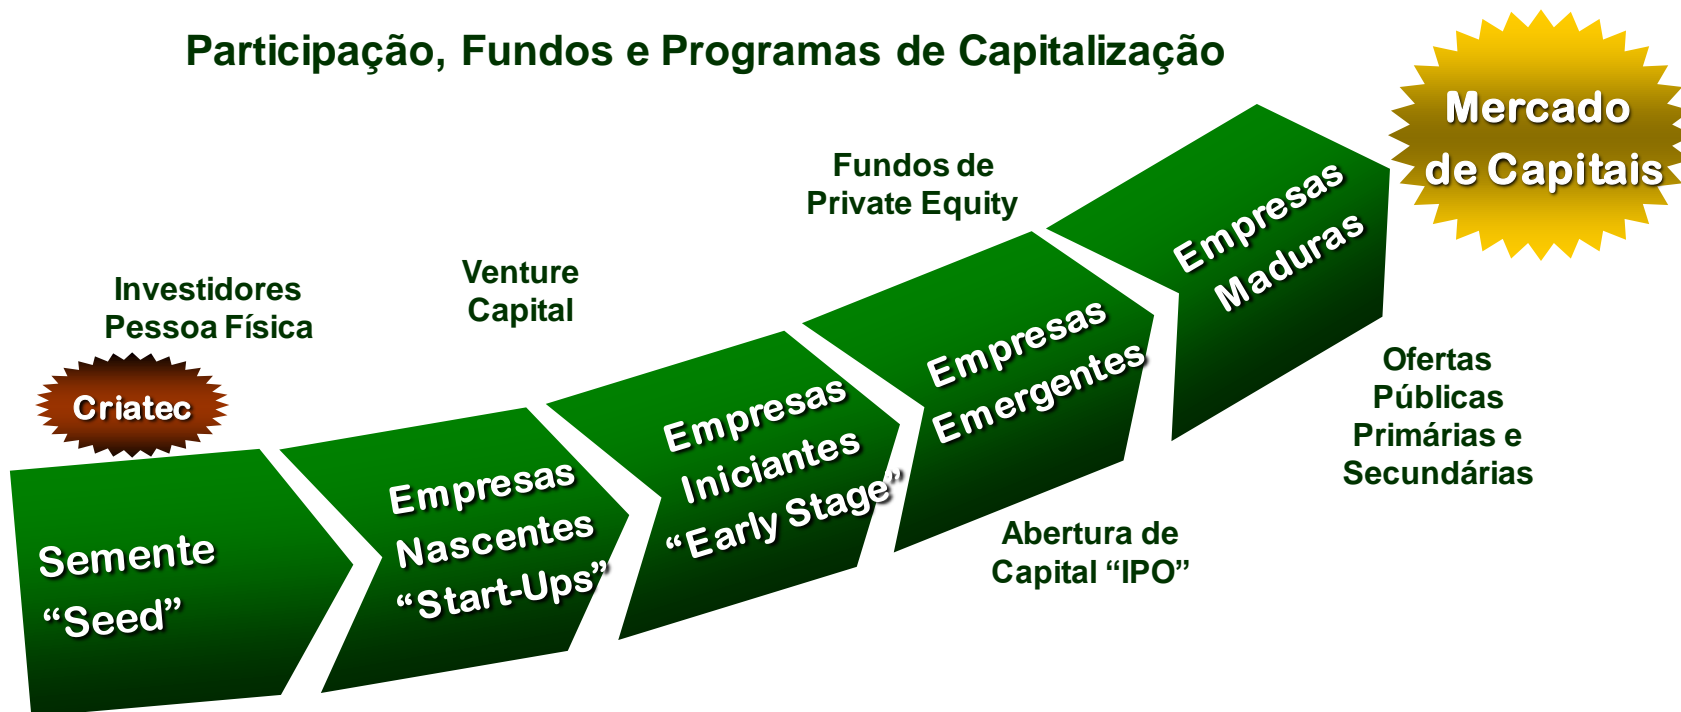 Participação, Fundos e Programas de Capitalização
Mercado
de Capitais
Fundos de
Private Equity
Venture
Capital
Investidores
Pessoa Física
Criatec
Semente
“Seed”
Empresas
Nascentes
“Start-Ups”
Empresas
Iniciantes
“Early Stage”
Empresas
Emergentes
Empresas
Maduras
Abertura de
Capital “IPO”
Ofertas
Públicas
Primárias e
Secundárias